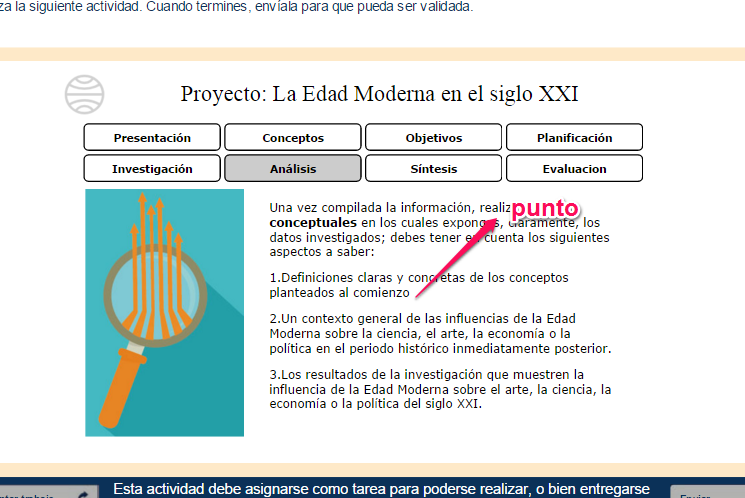 za la siguiente actividad. Cuando termines, envíala para que pueda ser validada.
Proyecto: La Edad Moderna en el siglo XXI
Presentación Conceptos Objetivos Planificación
Investigación Análisis Síntesis Evaluacion
Una vez compilada la información, punto
conceptuales en los cuales expongas, claramente, los
datos investigados; debes tener en cuenta los siguientes
aspectos a saber:
1.Definiciones claras y concretas de los conceptos
planteados al comienzo
2.Un contexto general de las influencias de la Edad
Moderna sobre la ciencia, el arte, la economía o la
política en el periodo histórico inmediatamente posterior.
3.Los resultados de la investigación que muestren la
influencia de la Edad Moderna sobre el arte, la ciencia, la
economía o la política del siglo XXI.
Esta actividad debe asignarse como tarea para poderse realizar, o bien entregarse
Enviar